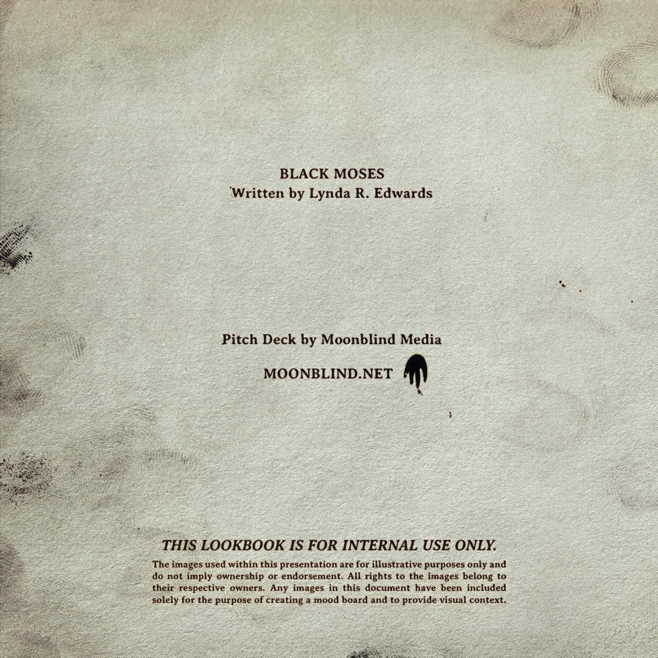 BLACK MOSES
Written by Lynda R. Edwards
Pitch Deck by Moonblind Media
MOONBLIND.NET
THIS LOOKBOOK IS FOR INTERNAL USE ONLY.
The images used within this presentation are for illustrative purposes only and
do not imply ownership or endorsement. All rights to the images belong to
their respective owners. Any images in this document have been included
solely for the purpose of creating a mood board and to provide visual context.